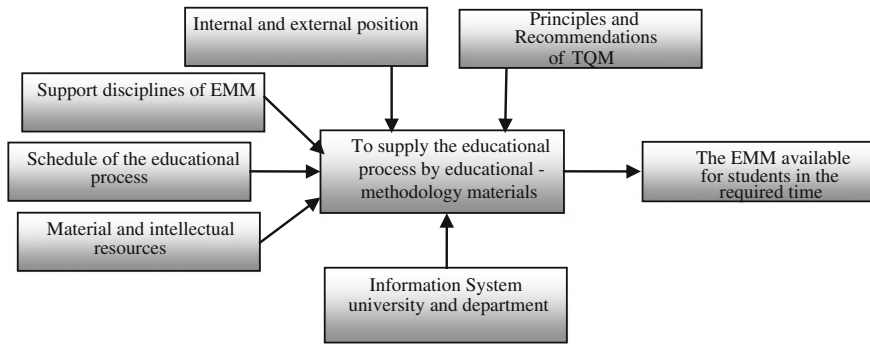 Internal and external position
Principles and
Recommendations
of TQM
Support disciplines of EMM
Schedule of the educational
process
Material and intellectual
resources
To supply the educational
process by educational -
methodology materials
The EMM available
for students in the
required time
Information System
university and department